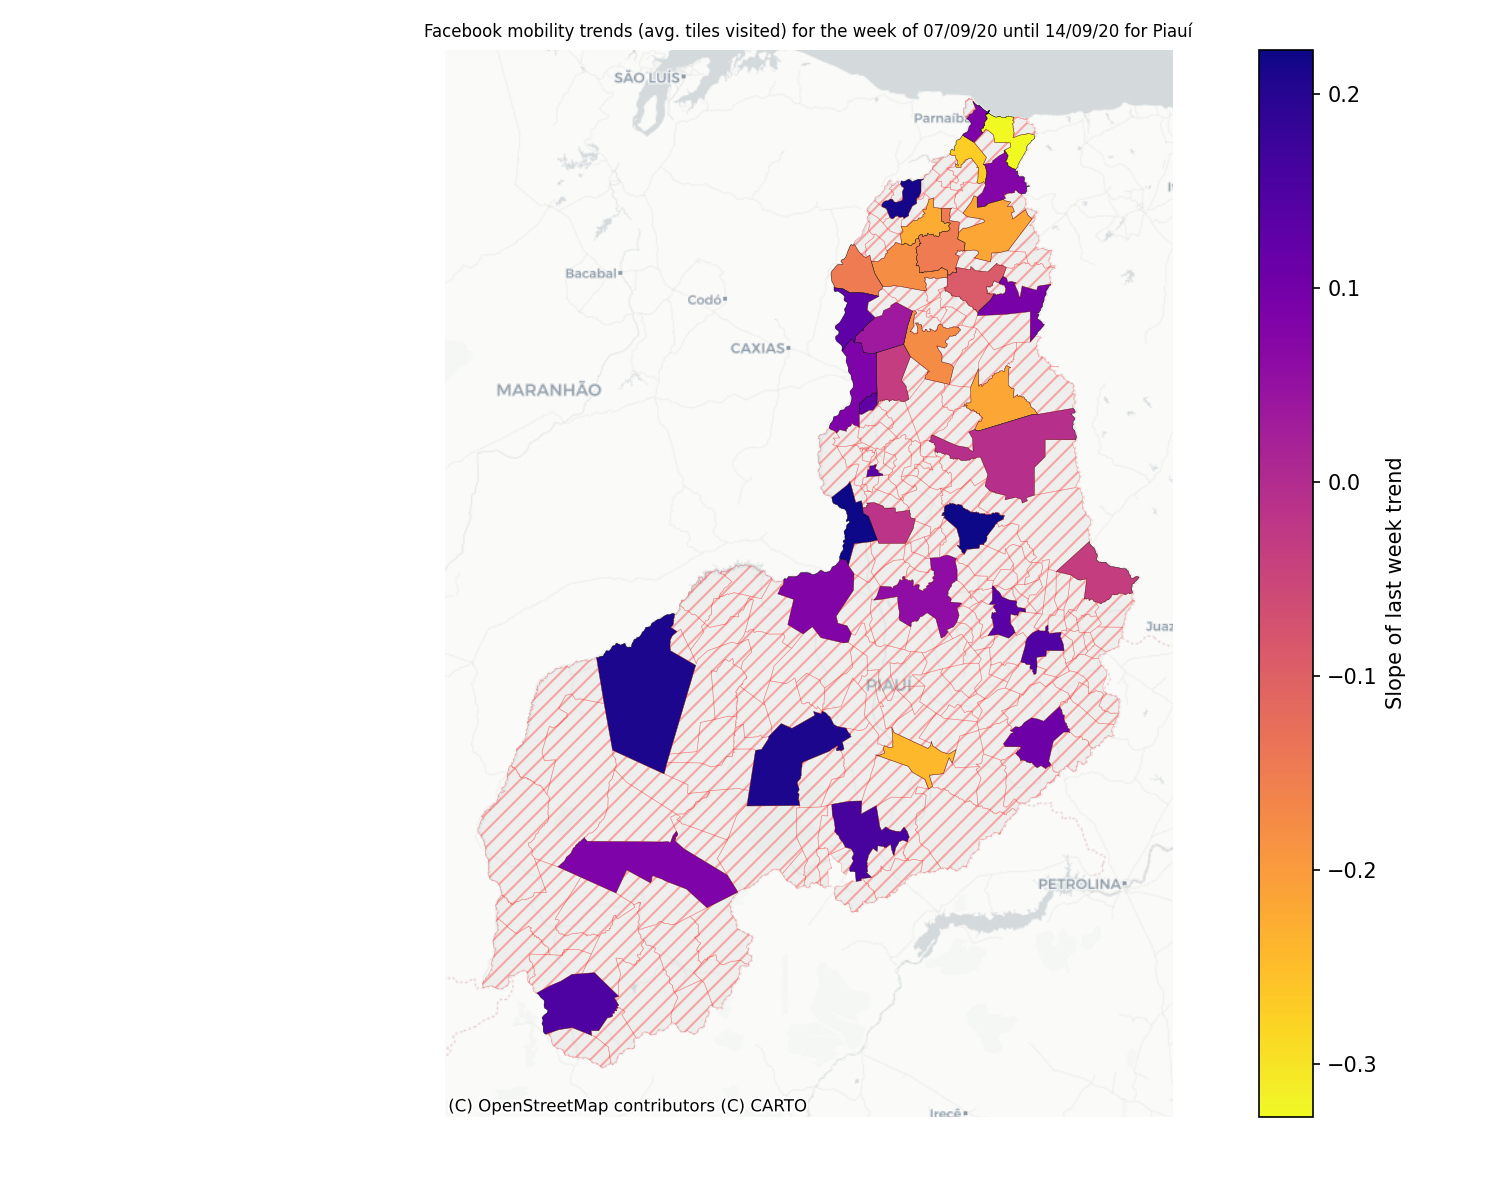 Facebook mobility trends (avg. tiles visited) for the week of 07/09/20 until 14/09/20 for Piauí
SÃO LUÍS
Parnaíba
Bacabal
Codó
CAXIAS
MARANHÃO
PIAUÍ
PETROLINA
Irecê
(C) OpenStreetMap contributors (C) CARTO
0.2
0.1
0.0
−0.1
−0.2
−0.3
Slope of last week trend